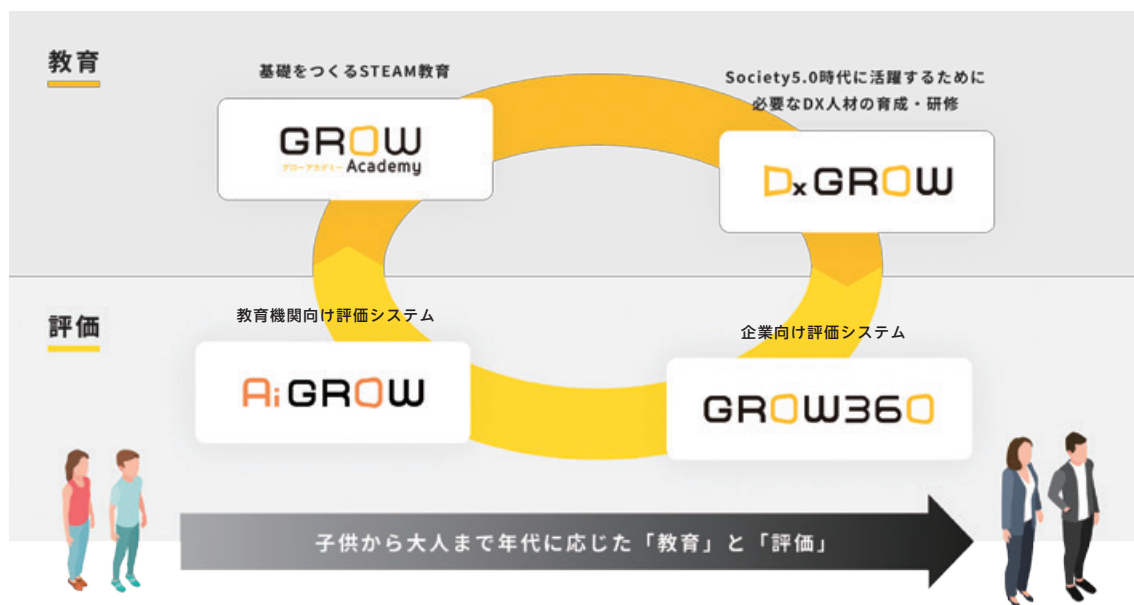 教育
基礎をつくるSTEAM教育
GROW
グローアカデミー Academy
Society5.0時代に活躍するために
必要なDX人材の育成・研修
DxGROW
評価
教育機関向け評価システム
AiGROW
企業向け評価システム
GROW360
子供から大人まで年代に応じた「教育」と「評価」